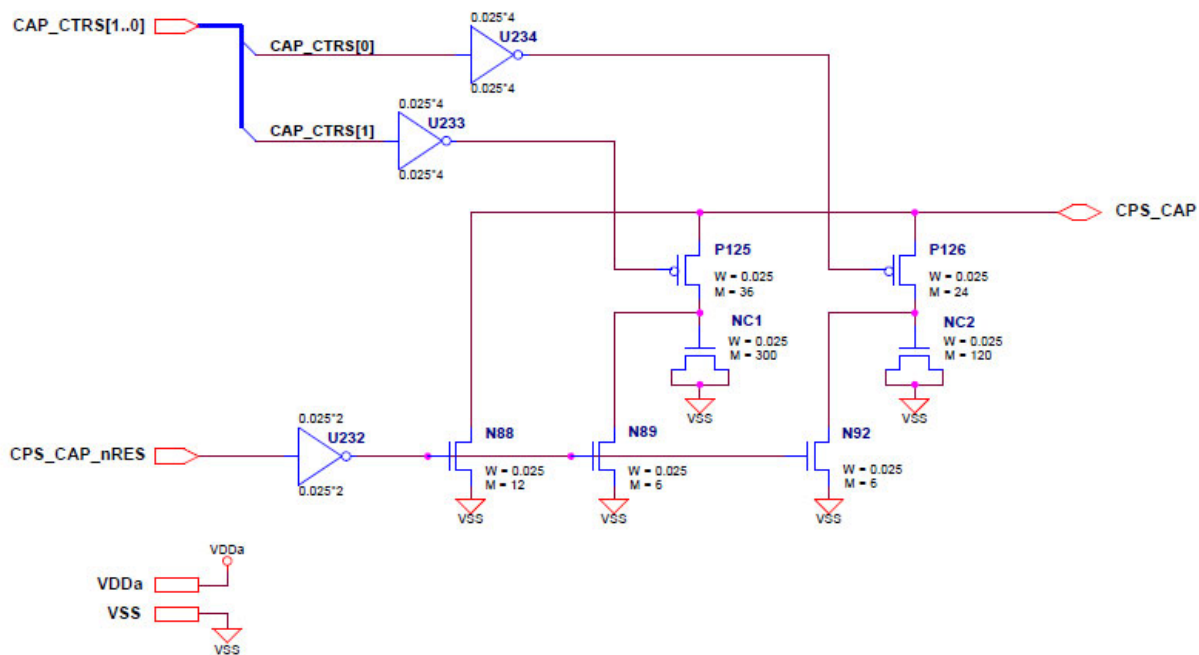 0.025*4
CAP_CTRS[1..0]
U234
CAP_CTRS[0]
0.025*4
0.025*4
U233
CAP_CTRS[1]
0.025*4
CPS_CAP
P125
W = 0.025
M = 36
P126
W = 0.025
M = 24
NC1
W = 0.025
M = 300
NC2
W = 0.025
M = 120
VSS
VSS
0.025*2
U232
CPS_CAP_nRES
0.025*2
N88
W = 0.025
M = 12
N89
W = 0.025
M = 6
N92
W = 0.025
M = 6
VSS
VSS
VSS
VDDa
VDDa
VSS
VSS